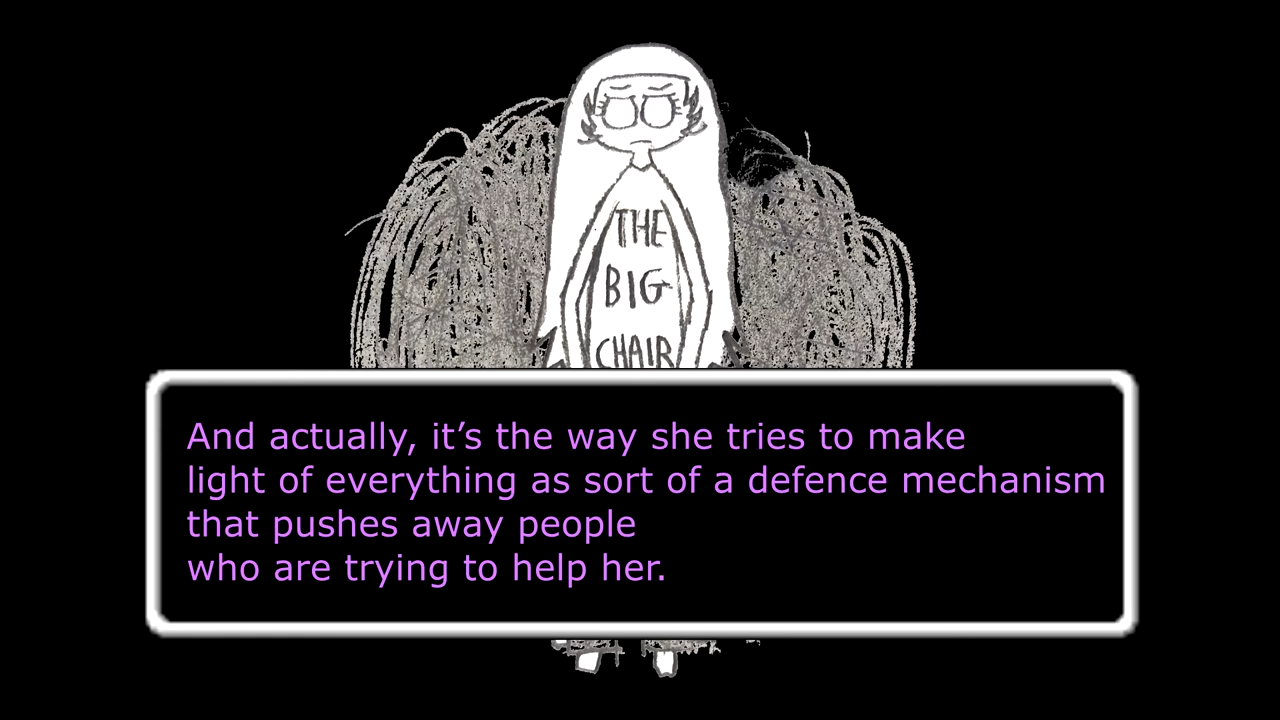 THE
BIG
CHAIR
And actually, it’s the way she tries to make
light of everything as sort of a defence mechanism
that pushes away people
who are trying to help her.